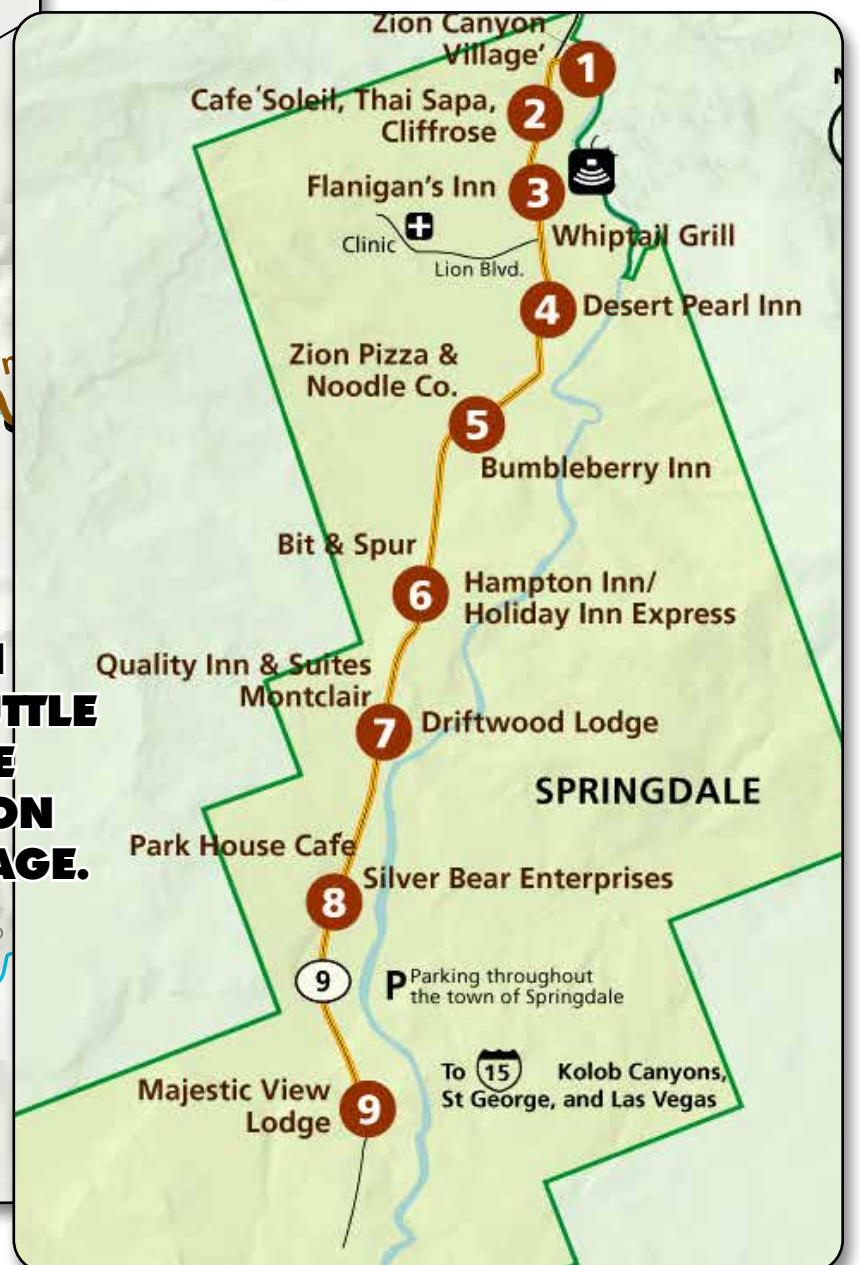 Zion Canyon
Village'
1
Cafe´Soleil, Thai Sapa,
Cliffrose
2
Flanigan's Inn
3
Whiptail Grill
Clinic
Lion Blvd.
4
Desert Pearl Inn
Zion Pizza &
Noodle Co.
5
Bumbleberry Inn
Bit & Spur
6
Hampton Inn/
Holiday Inn Express
Quality Inn & Suites
Montclair
7
Driftwood Lodge
SPRINGDALE
Park House Cafe
8
Silver Bear Enterprises
9
P Parking throughout
the town of Springdale
To 15 Kolob Canyons,
St George, and Las Vegas
Majestic View
Lodge
9
AGE.